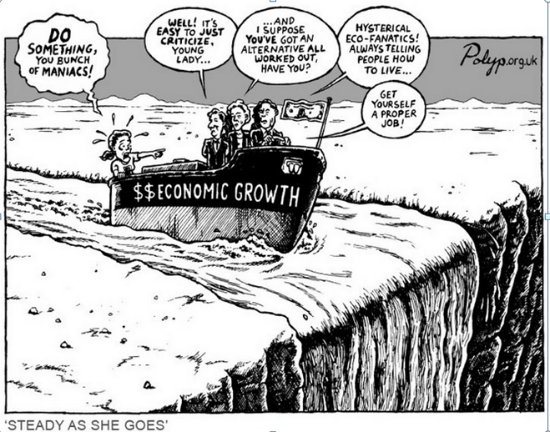 DO
SOMETHING,
YOU BUNCH
OF MANIACS!
WELL! IT'S
EASY TO JUST
CRITICIZE,
YOUNG
LADY...
...AND
I SUPPOSE
YOU'VE GOT AN
ALTERNATIVE ALL
WORKED OUT,
HAVE YOU?
HYSTERICAL
ECO-FANATICS!
ALWAYS TELLING
PEOPLE HOW
TO LIVE...
GET
YOURSELF
A PROPER
JOB!
Polyp.org.uk
$$ECONOMIC GROWTH
'STEADY AS SHE GOES'